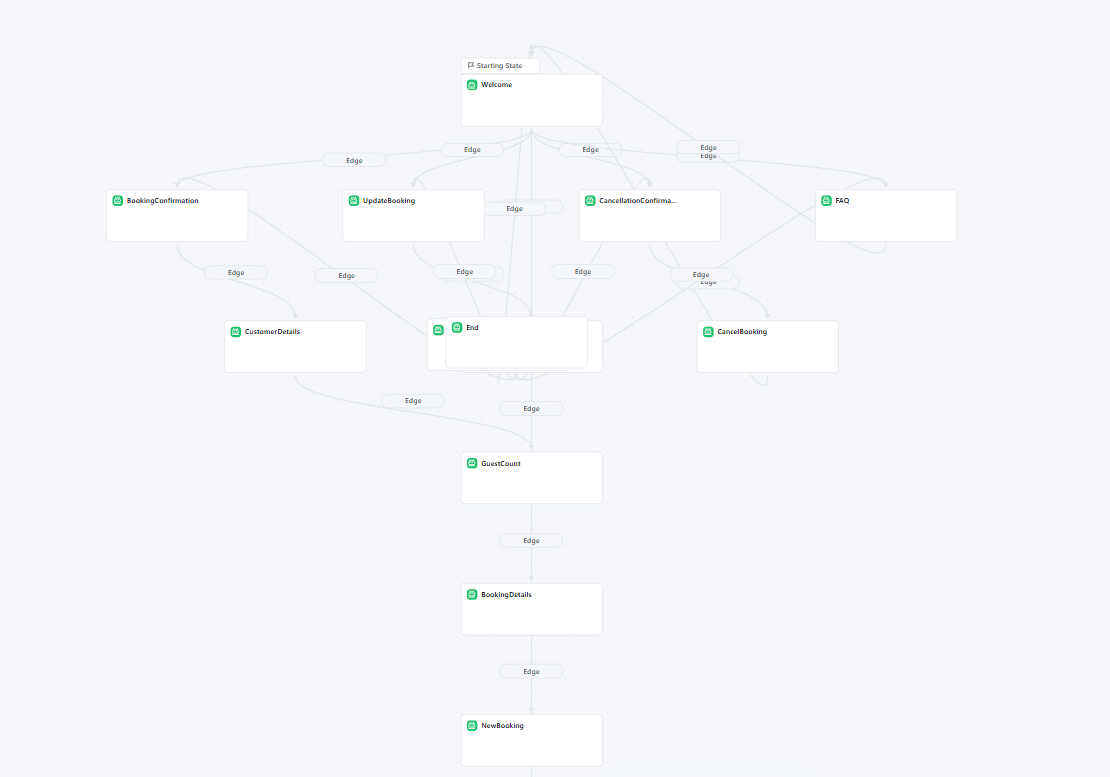 Starting State
Welcome
Edge
Edge
Edge
Edge
Edge
BookingConfirmation
UpdateBooking
CancellationConfirma...
FAQ
Edge
Edge
Edge
Edge
Edge
Edge
Edge
CustomerDetails
End
CancelBooking
Edge
Edge
GuestCount
Edge
BookingDetails
Edge
NewBooking